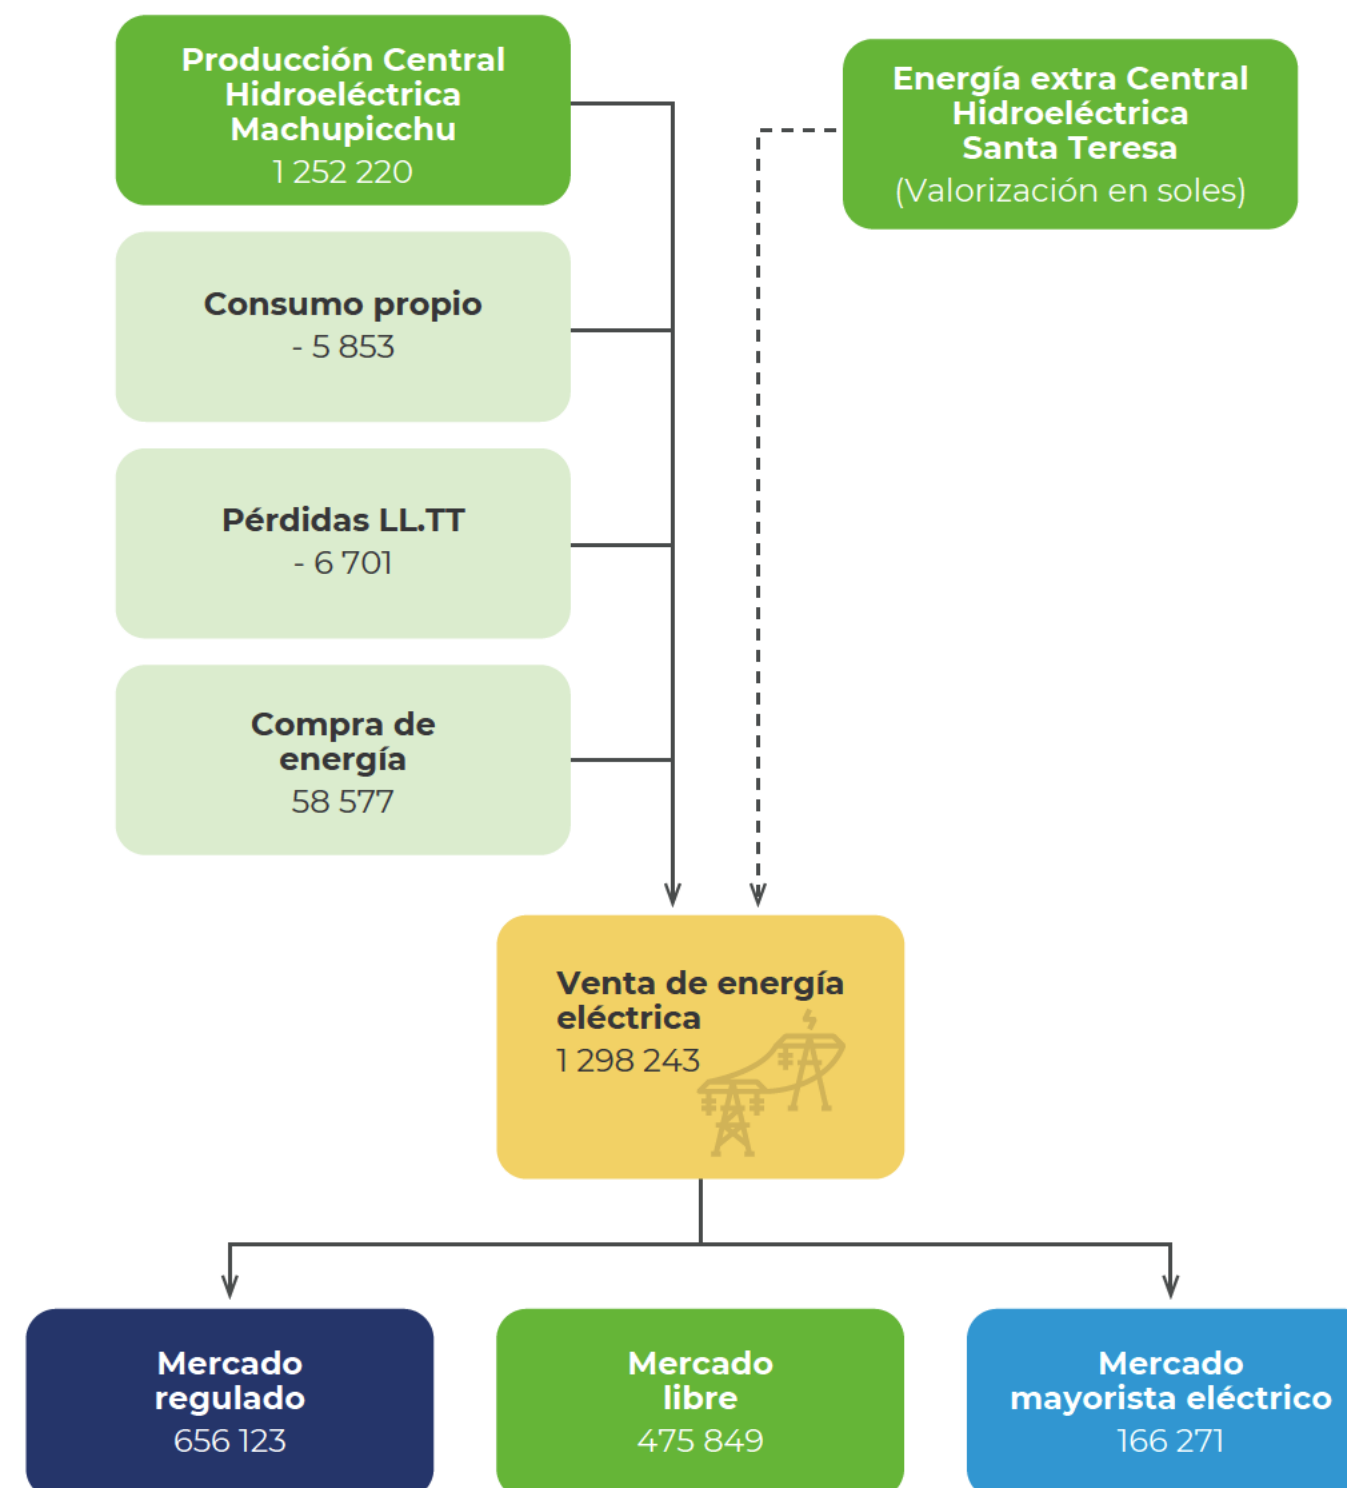 Producción Central
Hidroeléctrica
Machupicchu
1 252 220
Energía extra Central
Hidroeléctrica
Santa Teresa
(Valorización en soles)
Consumo propio
- 5 853
Pérdidas LL.TT
- 6 701
Compra de
energía
58 577
Venta de energía
eléctrica
1 298 243
Mercado
regulado
656 123
Mercado
libre
475 849
Mercado
mayorista eléctrico
166 271